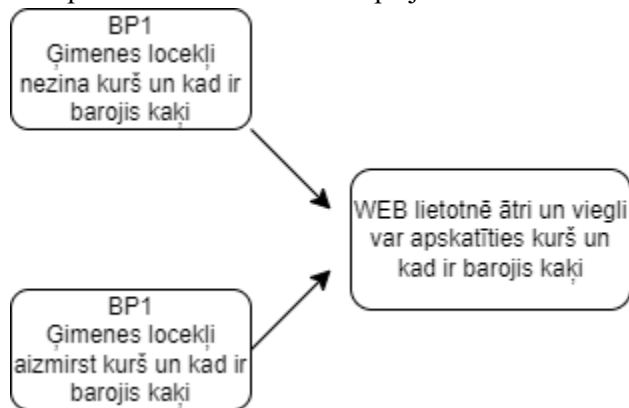 BP1
Ģimenes locekļi
nezina kurš un kad ir
barojis kaķi
WEB lietotnē ātri un viegli
var apskatīties kurš un
kad ir barojis kaķi
BP1
Ģimenes locekļi
aizmirst kurš un kad ir
barojis kaķi